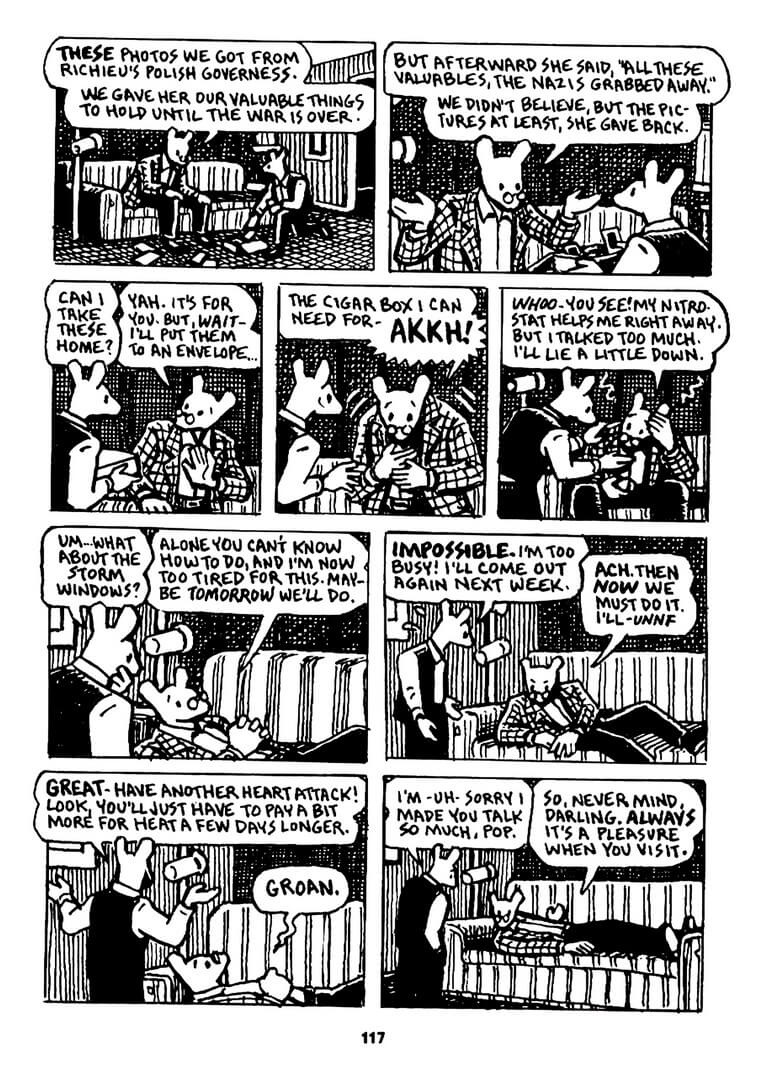 THESE PHOTOS WE GOT FROM
RICHIEU'S POLISH GOVERNESS.
WE GAVE HER OUR VALUABLE THINGS
TO HOLD UNTIL THE WAR IS OVER.
BUT AFTERWARD SHE SAID, "ALL THESE
VALUABLES, THE NAZIS GRABBED AWAY."
WE DIDN'T BELIEVE, BUT THE PIC-
TURES AT LEAST, SHE GAVE BACK.
CAN I
TAKE
THESE
HOME?
YAH. IT'S FOR
YOU. BUT, WAIT-
I'LL PUT THEM
TO AN ENVELOPE...
THE CIGAR BOX I CAN
NEED FOR-
AKKH!
WHOO-YOU SEE! MY NITRO-
STAT HELPS ME RIGHT AWAY.
BUT I TALKED TOO MUCH.
I'LL LIE A LITTLE DOWN.
UM...WHAT
ABOUT THE
STORM
WINDOWS?
ALONE YOU CAN'T KNOW
HOW TO DO, AND I'M NOW
TOO TIRED FOR THIS. MAY-
BE TOMORROW WE'LL DO.
IMPOSSIBLE. I'M TOO
BUSY! I'LL COME OUT
AGAIN NEXT WEEK.
ACH. THEN
NOW WE
MUST DO IT.
I'LL -UNNF
GREAT- HAVE ANOTHER HEART ATTACK!
LOOK, YOU'LL JUST HAVE TO PAY A BIT
MORE FOR HEAT A FEW DAYS LONGER.
GROAN.
I'M -UH- SORRY I
MADE YOU TALK
SO MUCH, POP.
SO, NEVER MIND,
DARLING. ALWAYS
IT'S A PLEASURE
WHEN YOU VISIT.
117